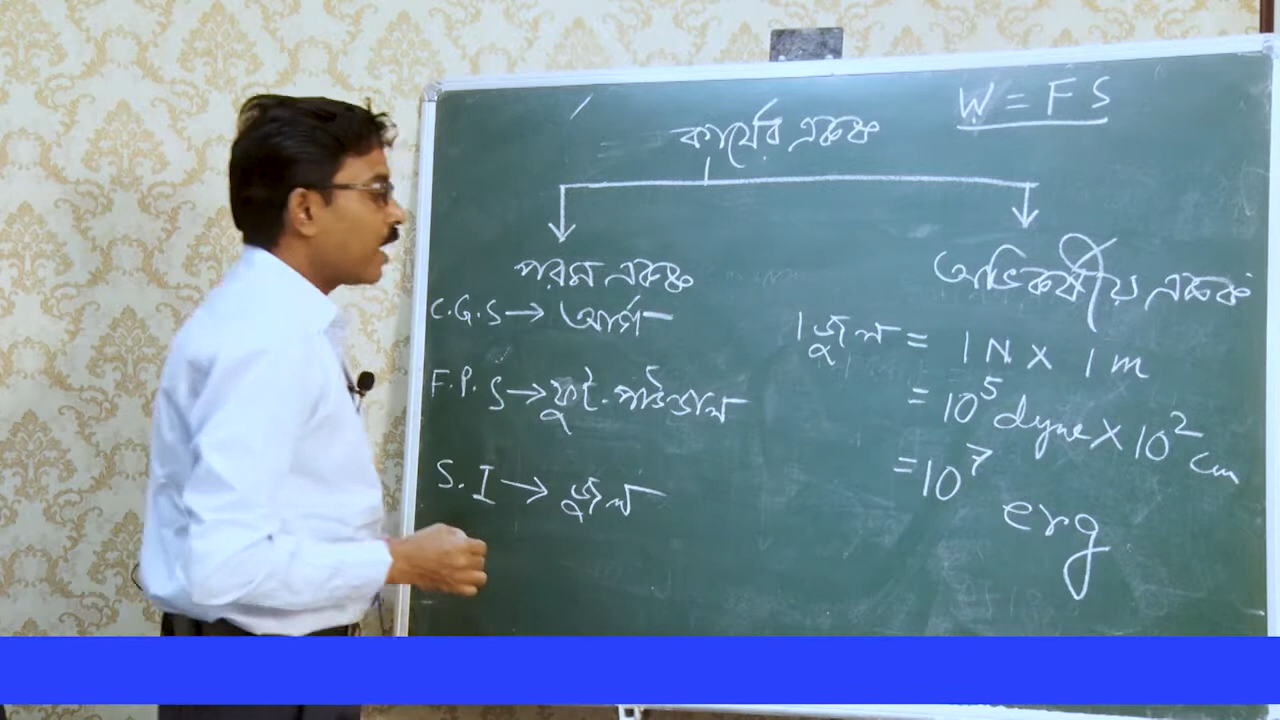 W = F S
কার্যের একক
পরম একক
অভিকর্ষীয় একক
C.G.S → আর্গ
F.P.S → ফুট-পাউন্ডাল
S.I → জুল
1 জুল = 1 N X 1 m
= 10⁵ dyne X 10² cm
= 10⁷ erg